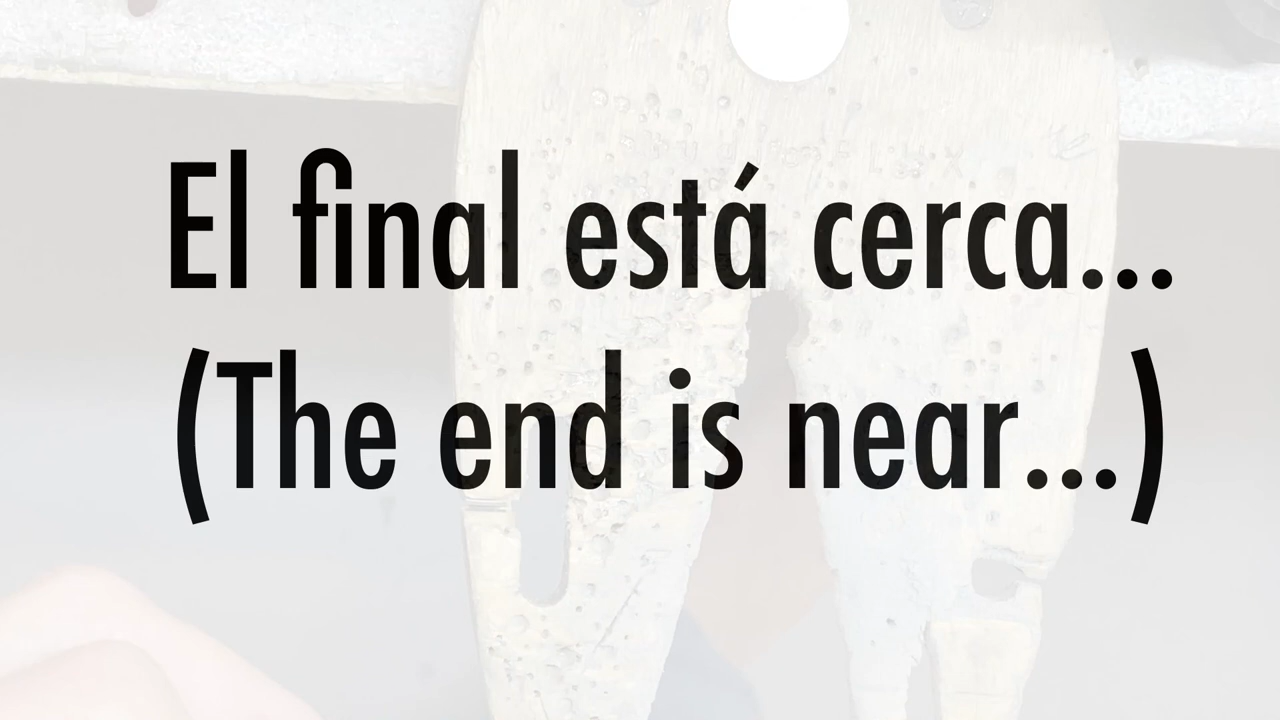 El final está cerca...
(The end is near...)